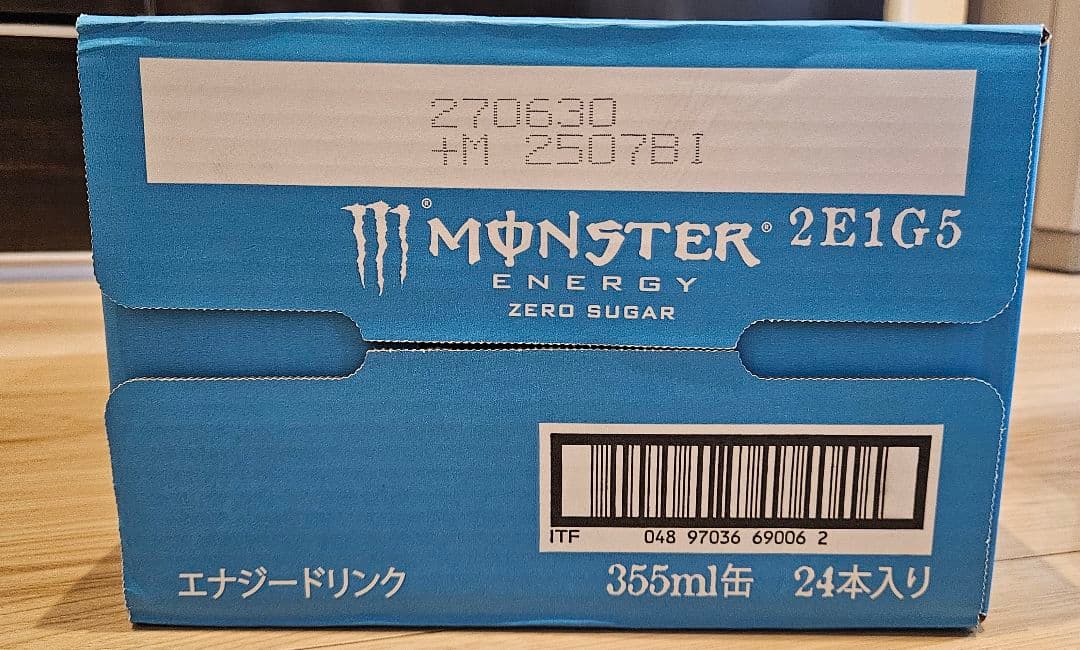 270630
+M 2507BI
MONSTER® 2E1G5
ENERGY
ZERO SUGAR
ITF 048 97036 69006 2
エナジードリンク 355ml缶 24本入り